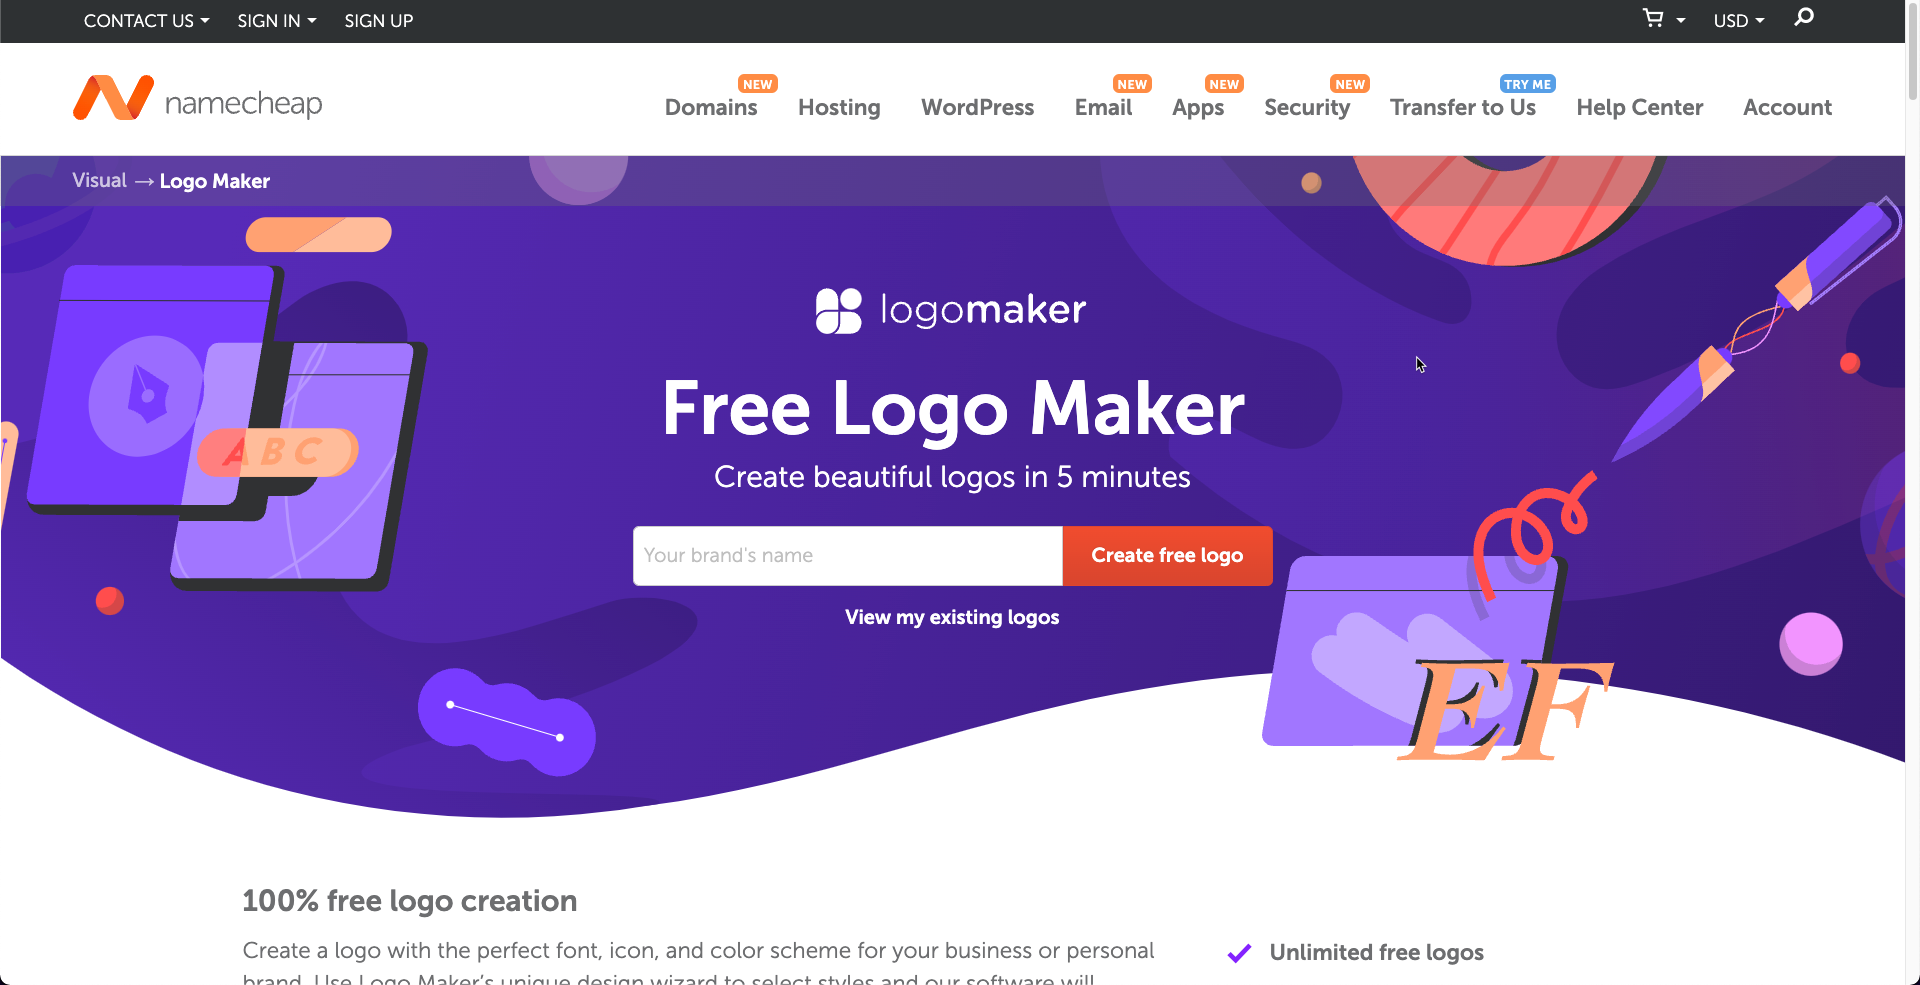 CONTACT US SIGN IN SIGN UP USD
namecheap
NEW NEW NEW NEW TRY ME
Domains Hosting WordPress Email Apps Security Transfer to Us Help Center Account
Visual → Logo Maker
logomaker
Free Logo Maker
Create beautiful logos in 5 minutes
Your brand's name Create free logo
View my existing logos
ABC
EF
100% free logo creation
Create a logo with the perfect font, icon, and color scheme for your business or personal
brand. Use Logo Maker's unique design wizard to select styles and our software will
Unlimited free logos